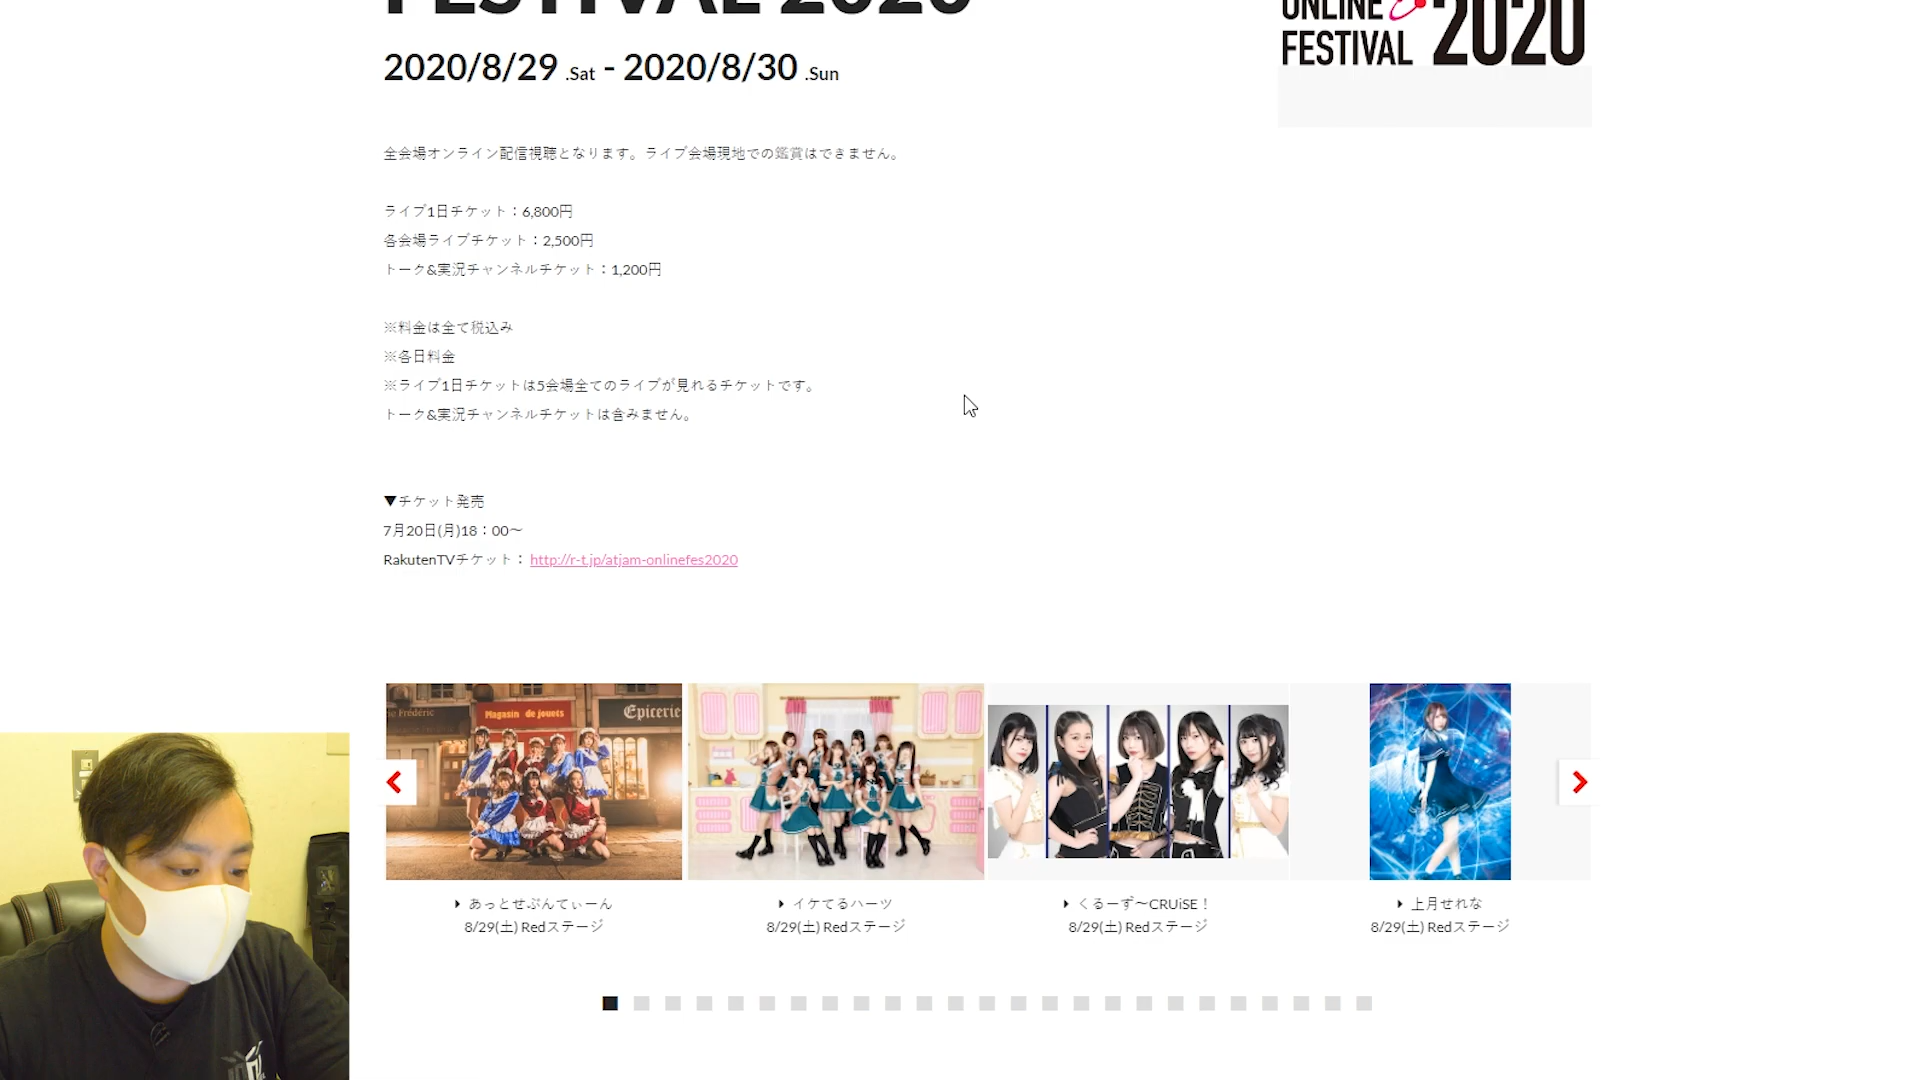 FESTIVAL 2020
ONLINE
FESTIVAL 2020
2020/8/29 .Sat - 2020/8/30 .Sun
全会場オンライン配信視聴となります。ライブ会場現地での鑑賞はできません。
ライブ1日チケット：6,800円
各会場ライブチケット：2,500円
トーク&実況チャンネルチケット：1,200円
※料金は全て税込み
※各日料金
※ライブ1日チケットは5会場全てのライブが見れるチケットです。
トーク&実況チャンネルチケットは含みません。
▼チケット発売
7月20日(月)18：00〜
RakutenTVチケット： http://r-t.jp/atjam-onlinefes2020
Magasin de jouets
Epicerie
あっとせぶんてぃーん
8/29(土) Redステージ
イケてるハーツ
8/29(土) Redステージ
くるーず〜CRUiSE！
8/29(土) Redステージ
上月せれな
8/29(土) Redステージ